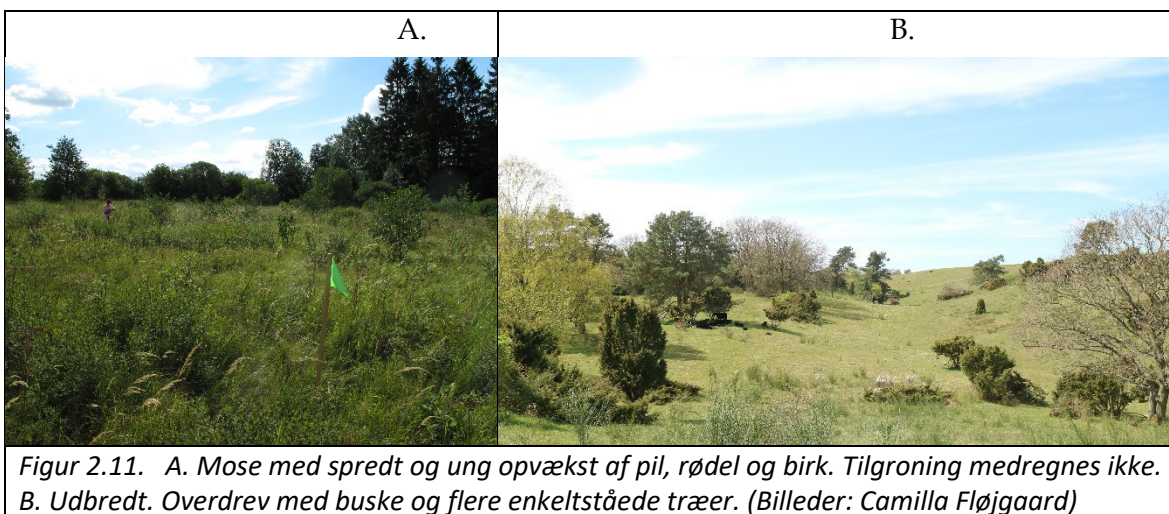 A.
B.
Figur 2.11. A. Mose med spredt og ung opvækst af pil, rødel og birk. Tilgroning medregnes ikke.
B. Udbredt. Overdrev med buske og flere enkeltståede træer. (Billeder: Camilla Fløjgaard)